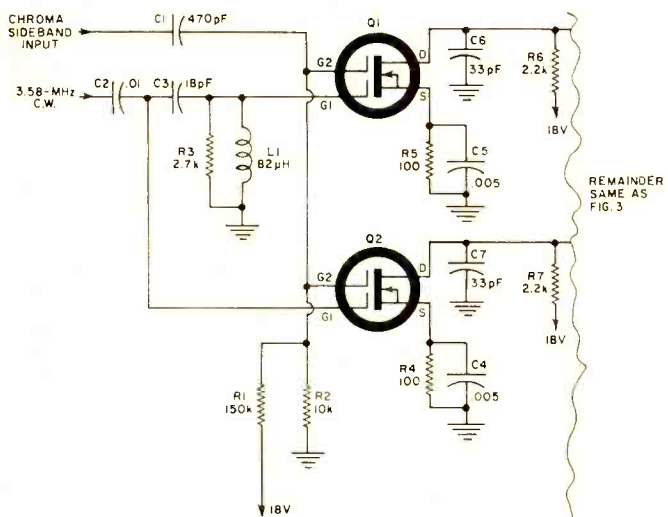 CHROMA
SIDEBAND
INPUT
C1
470pF
Q1
G2
D
G1
S
C6
33pF
R6
2.2k
18V
3.58-MHz
C.W.
C2
.01
C3
18pF
R3
2.7k
L1
82µH
R5
100
C5
.005
REMAINDER
SAME AS
FIG. 3
Q2
G2
D
G1
S
C7
33pF
R7
2.2k
18V
R4
100
C4
.005
R1
150k
R2
10k
18V